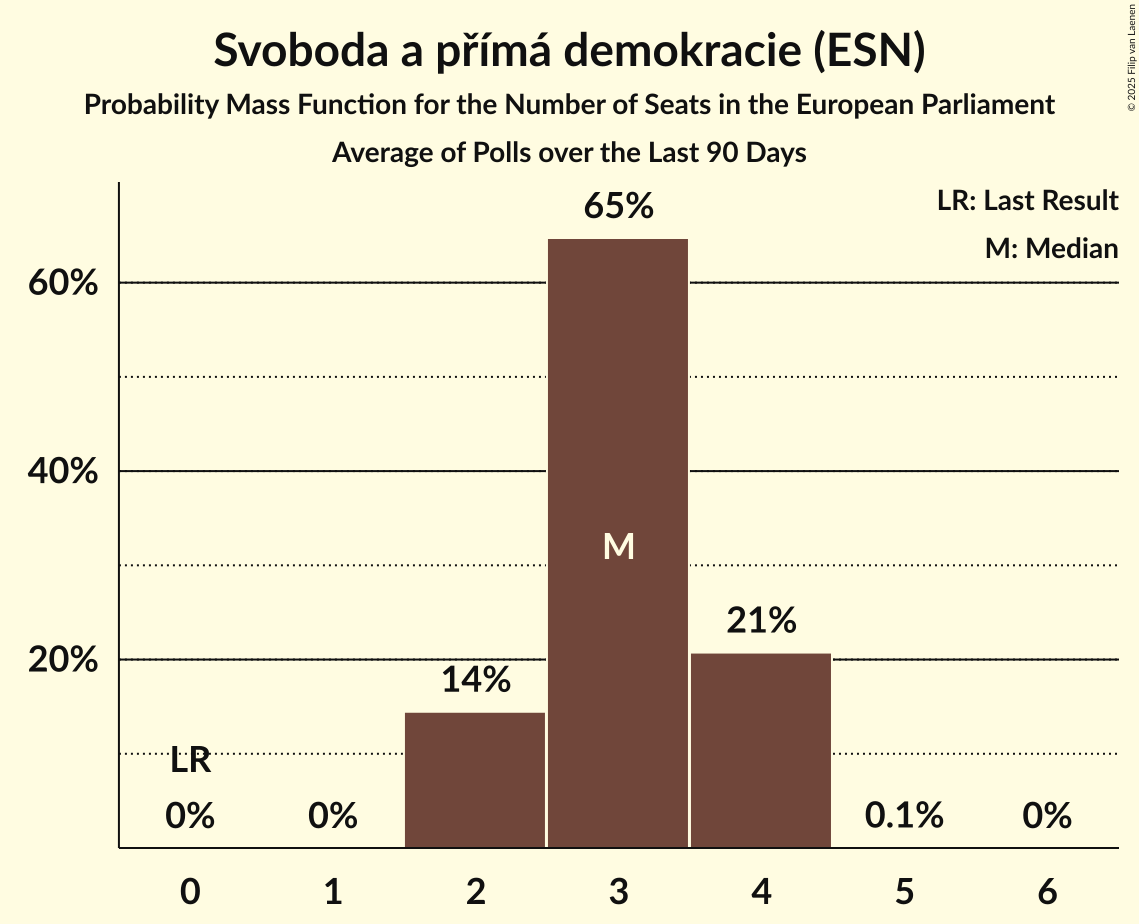 Svoboda a přímá demokracie (ESN)
Probability Mass Function for the Number of Seats in the European Parliament
Average of Polls over the Last 90 Days
© 2025 Filip van Laenen
LR: Last Result
M: Median
65%
60%
40%
M
21%
20%
14%
LR
0%
0%
0.1%
0%
0
1
2
3
4
5
6